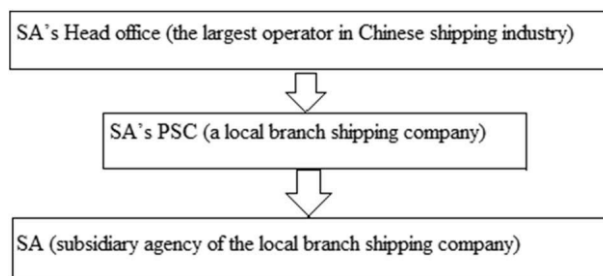 SA's Head office (the largest operator in Chinese shipping industry)
SA's PSC (a local branch shipping company)
SA (subsidiary agency of the local branch shipping company)